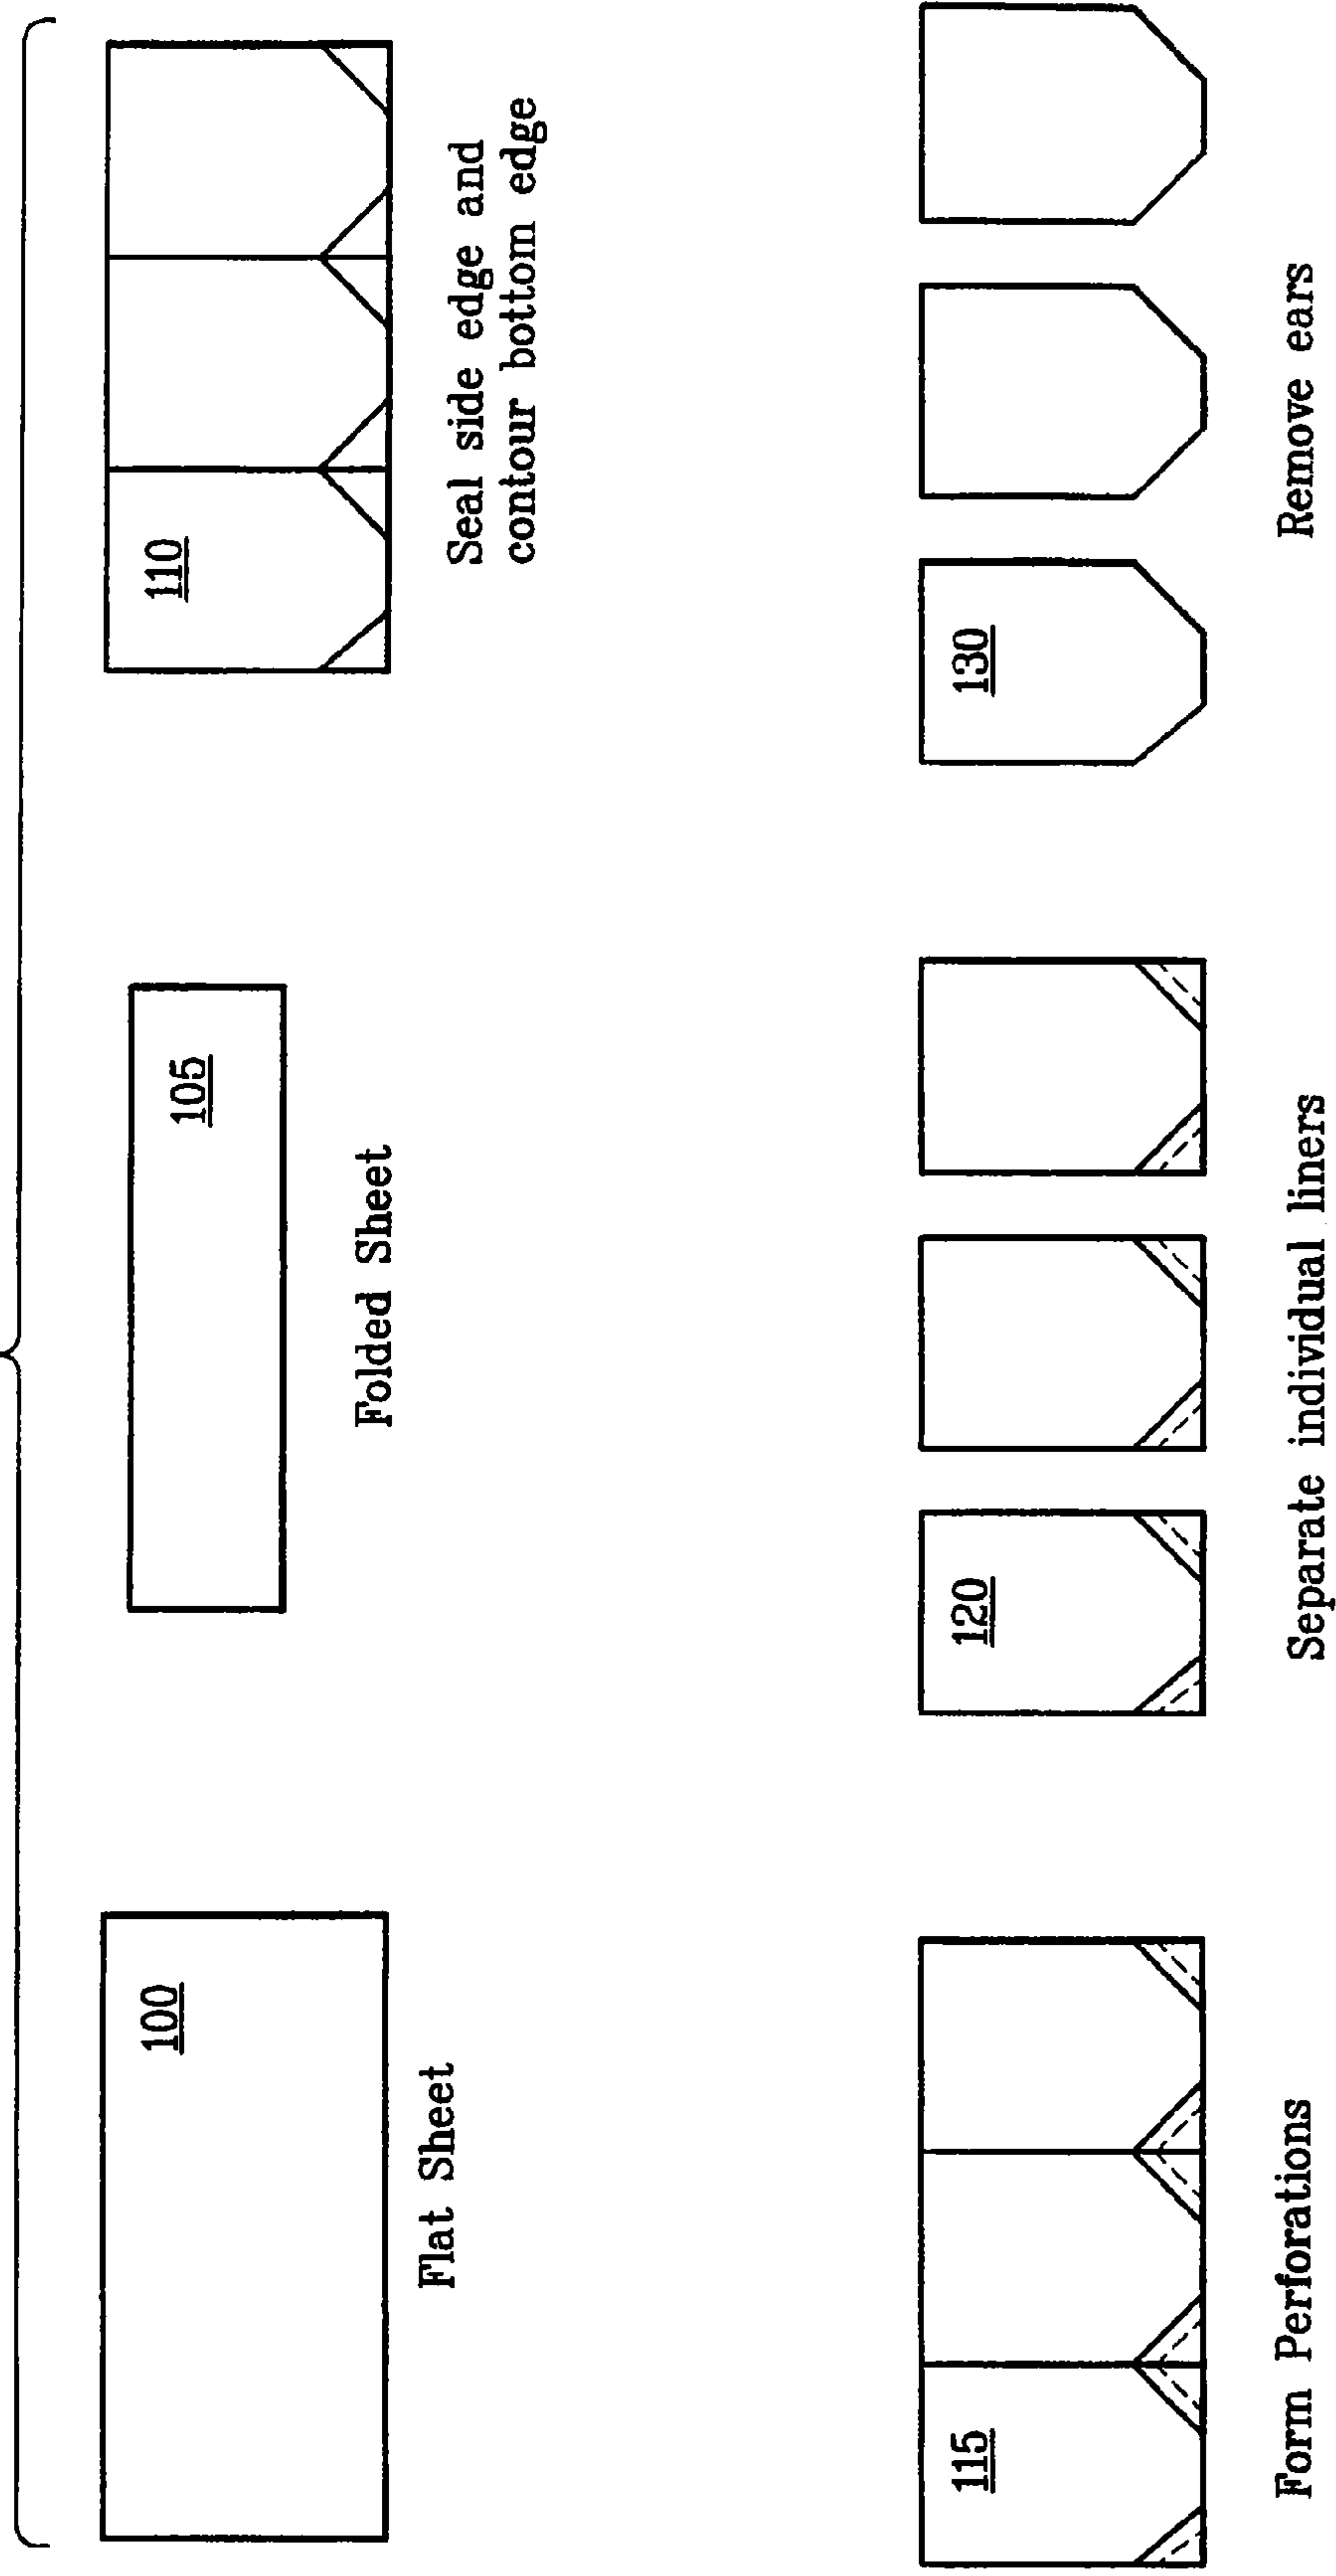 100
Flat Sheet
105
Folded Sheet
110
Seal side edge and
contour bottom edge
115
Form Perforations
120
Separate individual liners
130
Remove ears